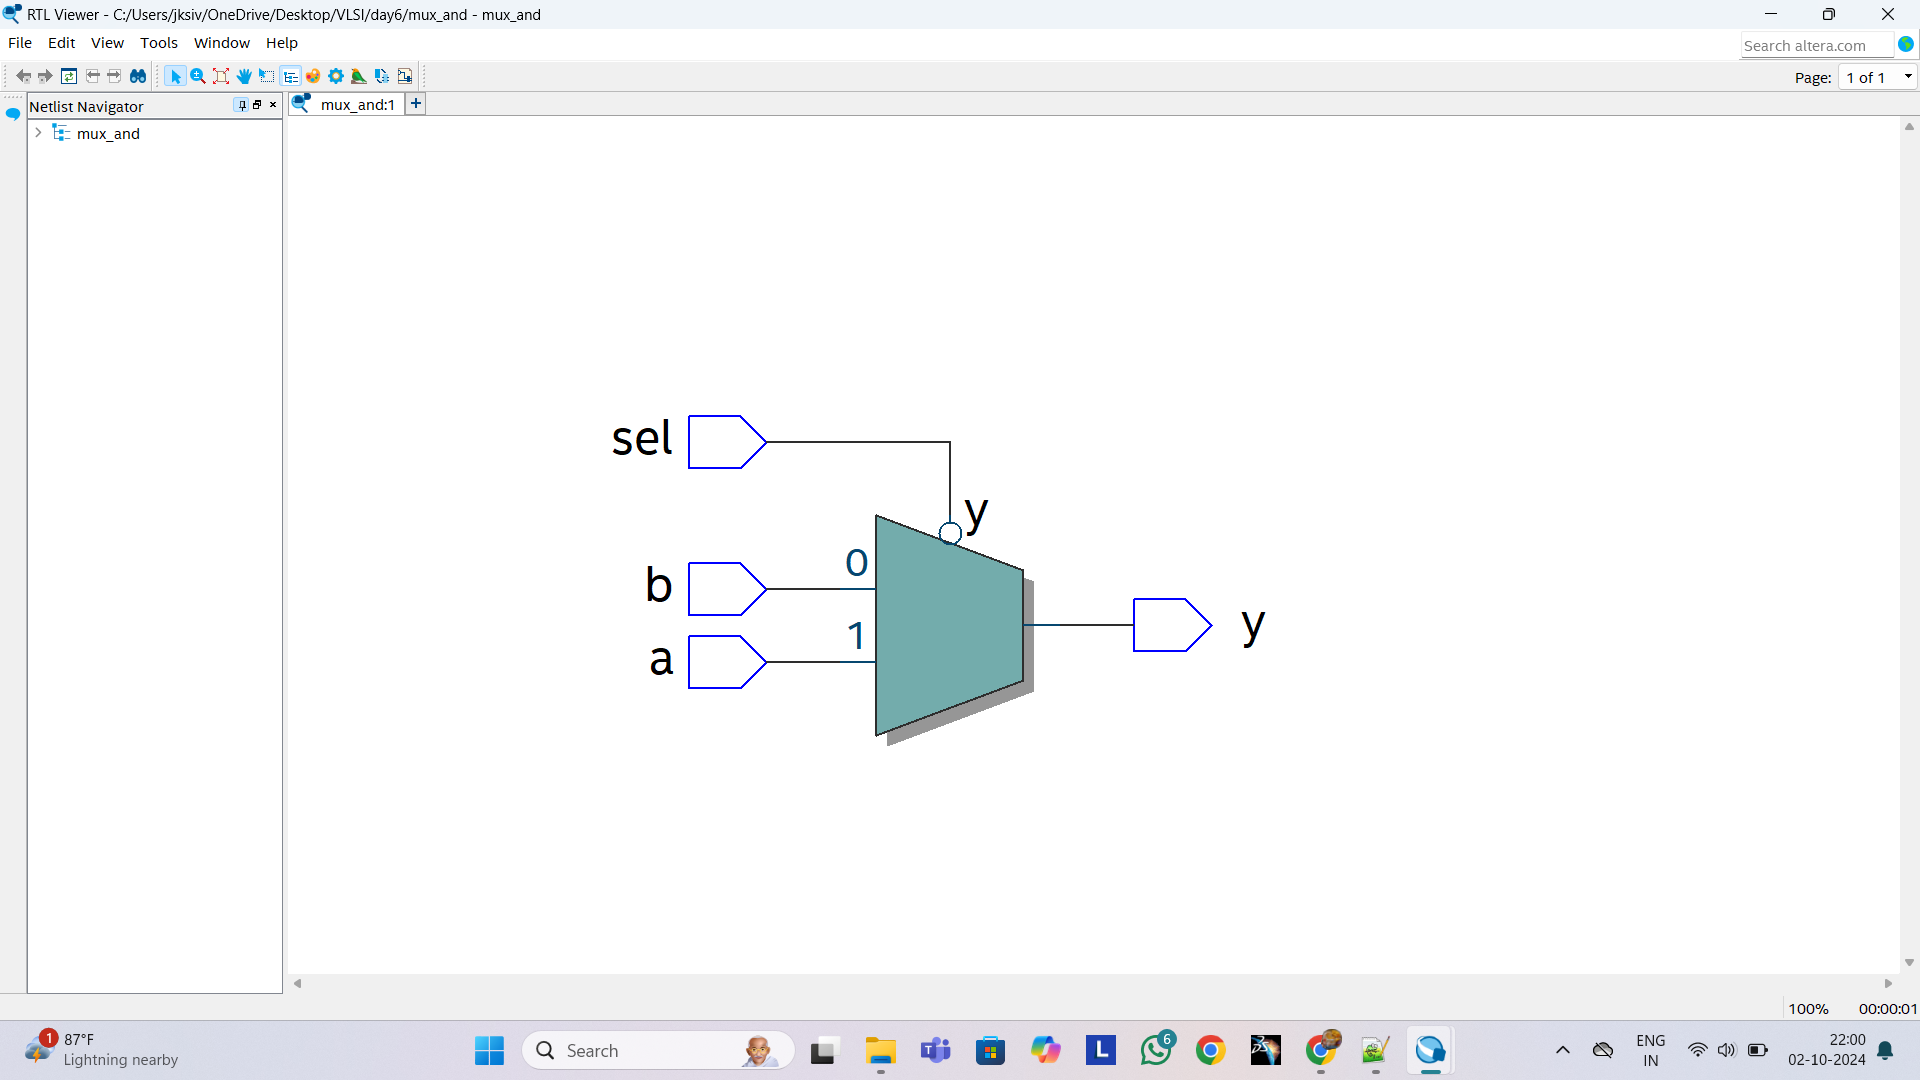 RTL Viewer - C:/Users/jksiv/OneDrive/Desktop/VLSI/day6/mux_and - mux_and
File Edit View Tools Window Help
Search altera.com
Page: 1 of 1
Netlist Navigator
mux_and:1
mux_and
sel
y
0
b
1
y
a
100% 00:00:01
1
87°F
Lightning nearby
Search
L
6
ENG
IN
22:00
02-10-2024